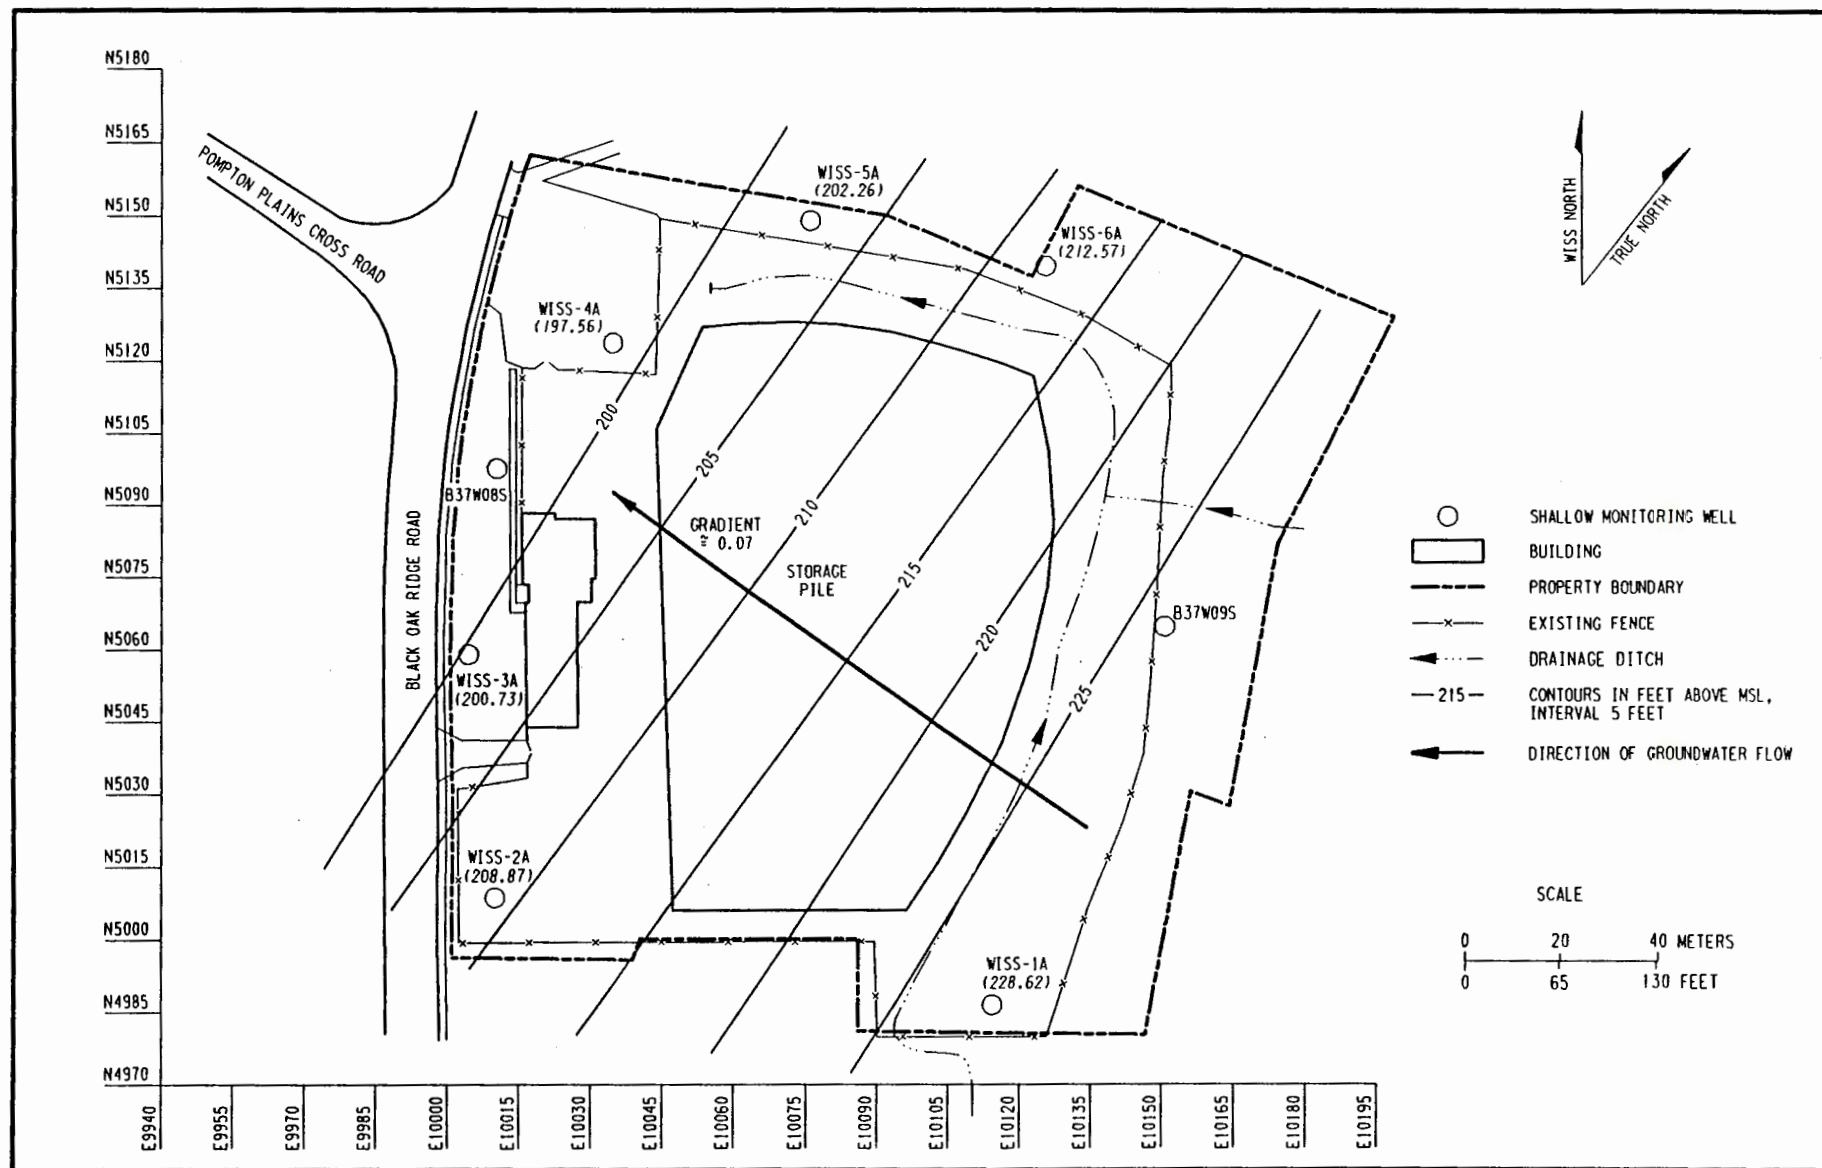 N5180
N5165
N5150
N5135
N5120
N5105
N5090
N5075
N5060
N5045
N5030
N5015
N5000
N4985
N4970
E9940
E9955
E9970
E9985
E10000
E10015
E10030
E10045
E10060
E10075
E10090
E10105
E10120
E10135
E10150
E10165
E10180
E10195
POMPTON PLAINS CROSS ROAD
BLACK OAK RIDGE ROAD
WISS-5A
(202.26)
WISS-6A
(212.57)
WISS-4A
(197.56)
B37W08S
WISS-3A
(200.73)
WISS-2A
(208.87)
WISS-1A
(228.62)
B37W09S
200
205
210
215
220
225
GRADIENT
≅ 0.07
STORAGE
PILE
WISS NORTH
TRUE NORTH
SHALLOW MONITORING WELL
BUILDING
PROPERTY BOUNDARY
EXISTING FENCE
DRAINAGE DITCH
—215— CONTOURS IN FEET ABOVE MSL,
INTERVAL 5 FEET
DIRECTION OF GROUNDWATER FLOW
SCALE
0 20 40 METERS
0 65 130 FEET